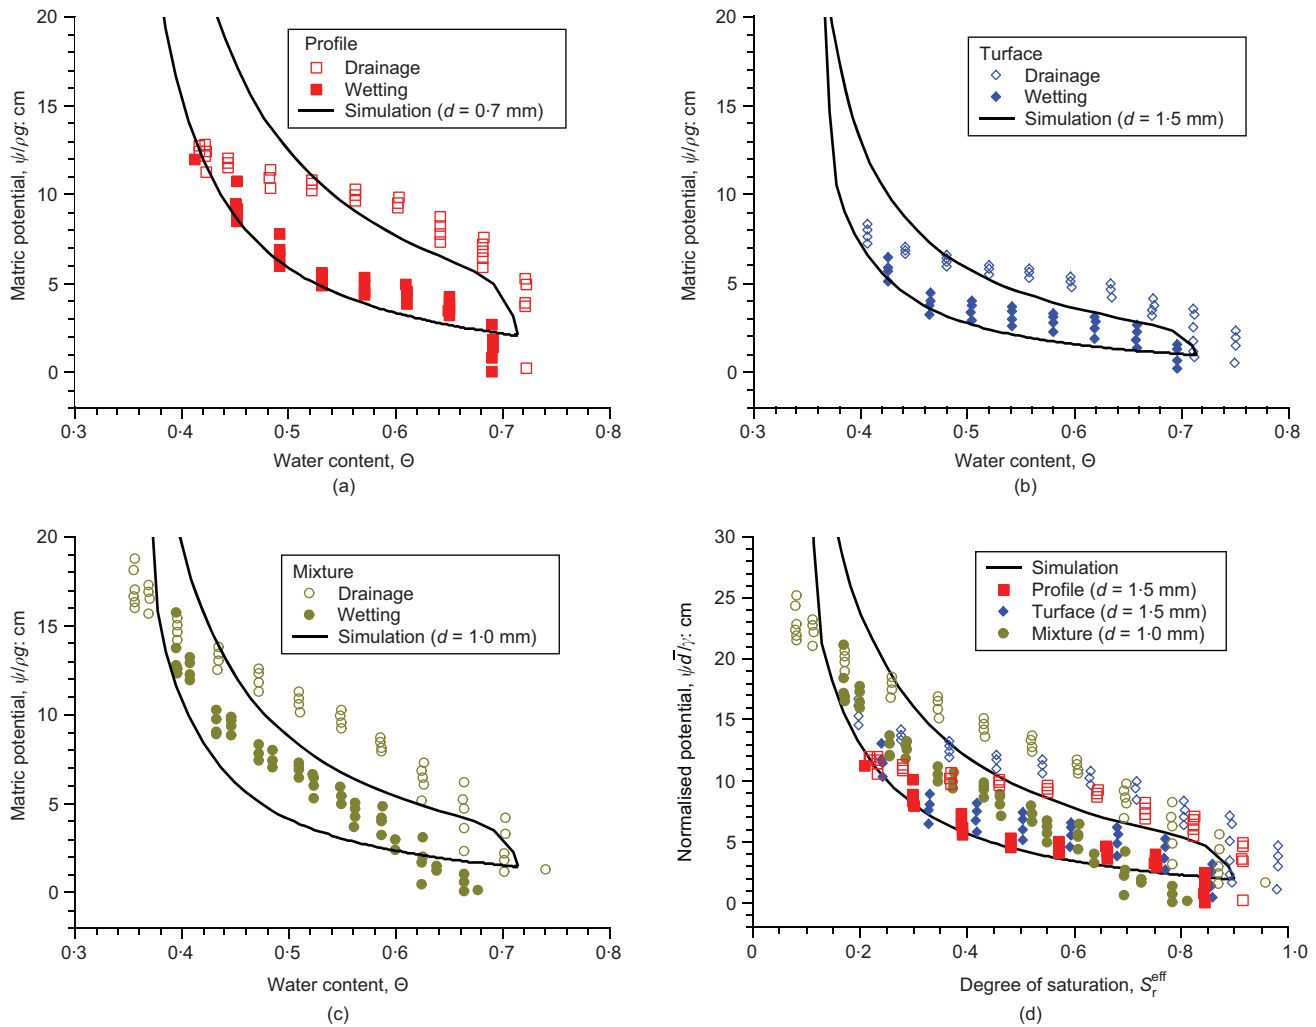 20
15
10
5
0
0·3
0·4
0·5
0·6
0·7
0·8
Matric potential, ψ/ρg: cm
Water content, Θ
Profile
Drainage
Wetting
Simulation (d = 0·7 mm)
(a)
20
15
10
5
0
0·3
0·4
0·5
0·6
0·7
0·8
Matric potential, ψ/ρg: cm
Water content, Θ
Turface
Drainage
Wetting
Simulation (d = 1·5 mm)
(b)
20
15
10
5
0
0·3
0·4
0·5
0·6
0·7
0·8
Matric potential, ψ/ρg: cm
Water content, Θ
Mixture
Drainage
Wetting
Simulation (d = 1·0 mm)
(c)
30
25
20
15
10
5
0
0
0·2
0·4
0·6
0·8
1·0
Normalised potential, ψd̅/γ: cm
Degree of saturation, S_r^eff
Simulation
Profile (d = 1·5 mm)
Turface (d = 1·5 mm)
Mixture (d = 1·0 mm)
(d)